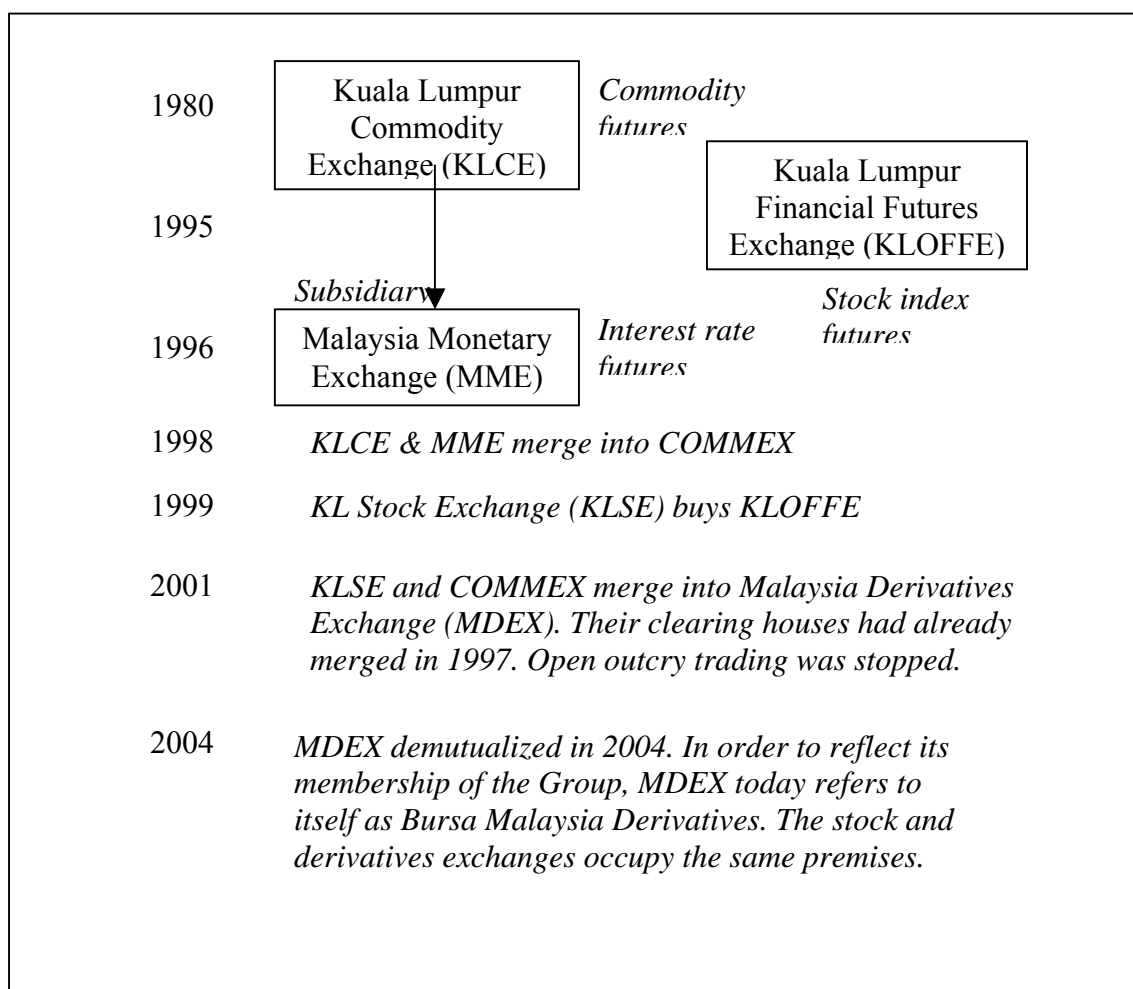 1980
Kuala Lumpur
Commodity
Exchange (KLCE)
Commodity
futures
Kuala Lumpur
Financial Futures
Exchange (KLOFFE)
1995
Subsidiary
Stock index
futures
1996
Malaysia Monetary
Exchange (MME)
Interest rate
futures
1998
KLCE & MME merge into COMMEX
1999
KL Stock Exchange (KLSE) buys KLOFFE
2001
KLSE and COMMEX merge into Malaysia Derivatives
Exchange (MDEX). Their clearing houses had already
merged in 1997. Open outcry trading was stopped.
2004
MDEX demutualized in 2004. In order to reflect its
membership of the Group, MDEX today refers to
itself as Bursa Malaysia Derivatives. The stock and
derivatives exchanges occupy the same premises.